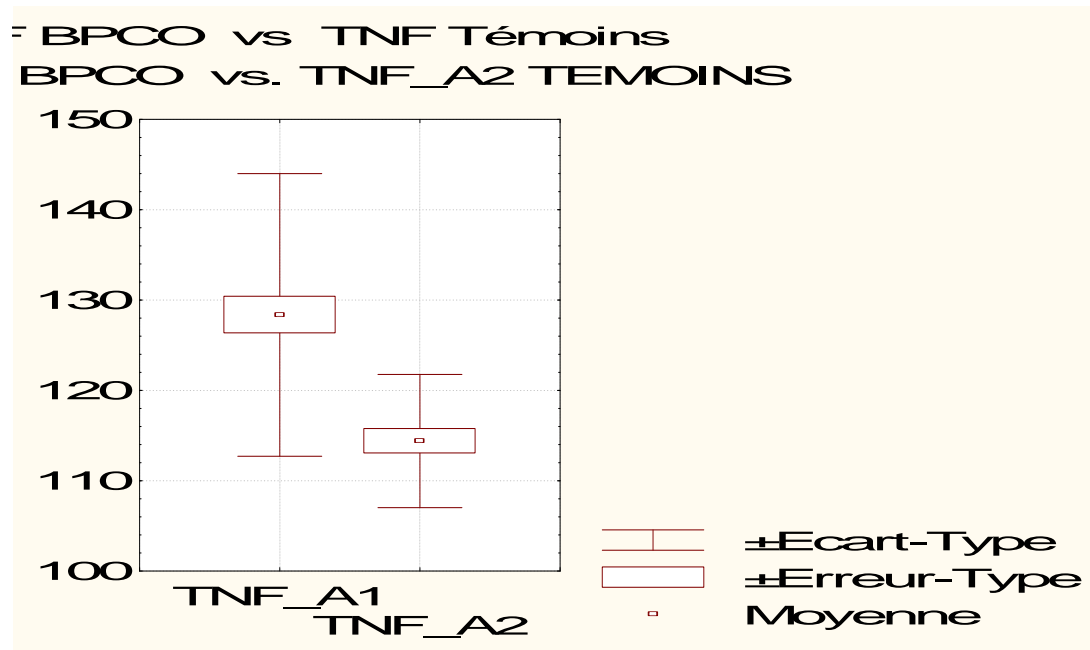 BPCO vs TNF Témoins
BPCO vs. TNF_A2 TEMOINS
150
140
130
120
110
100
TNF_A1
TNF_A2
±Ecart-Type
±Erreur-Type
Moyenne